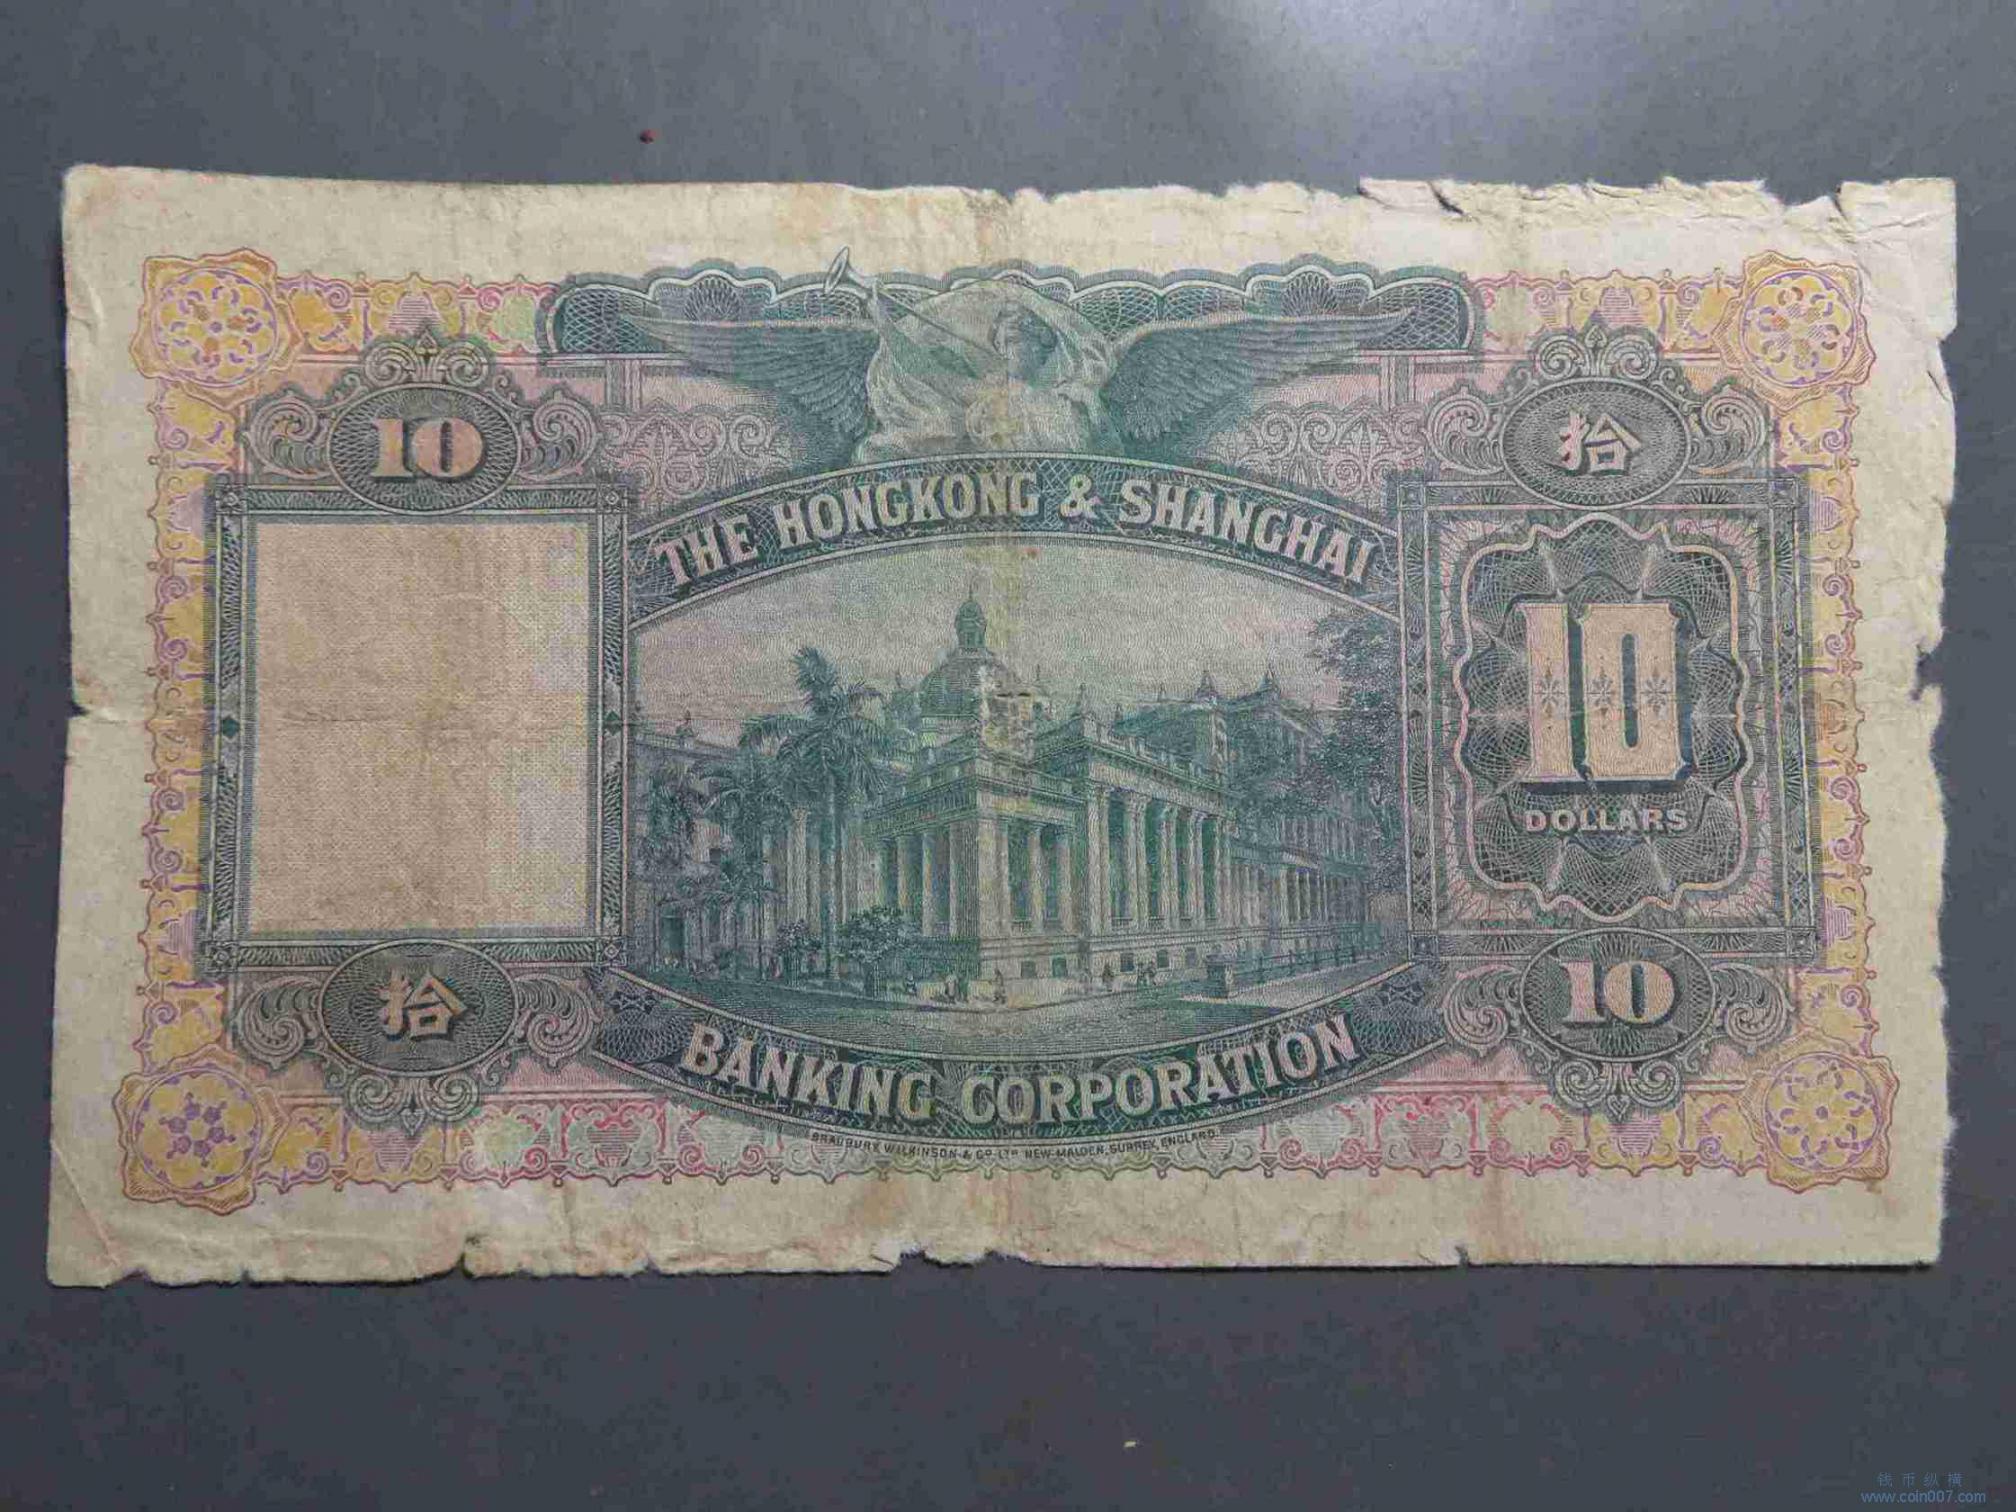 10
拾
THE HONGKONG & SHANGHAI
10
DOLLARS
拾
10
BANKING CORPORATION
BRADBURY, WILKINSON & CO. LTD NEW MALDEN, SURREY, ENGLAND.
钱币纵横
www.coin007.com